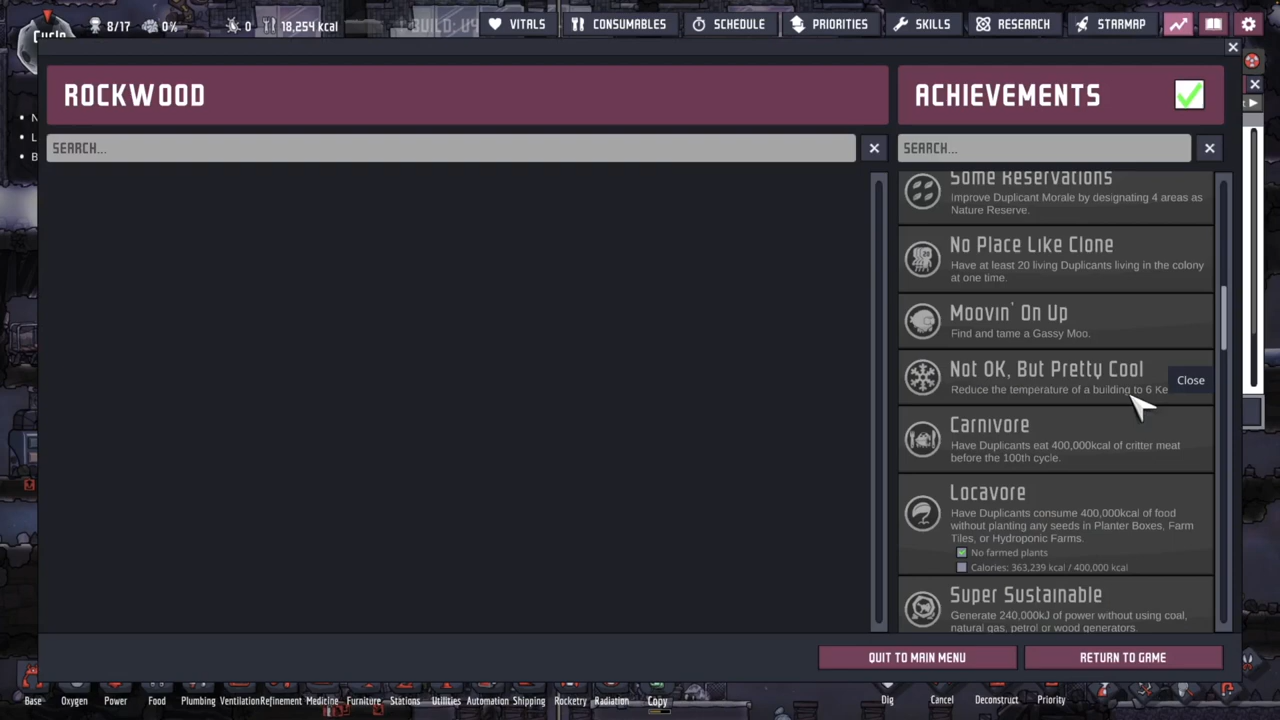 8/17
0%
0
18,254 kcal
VITALS
CONSUMABLES
SCHEDULE
PRIORITIES
SKILLS
RESEARCH
STARMAP
ROCKWOOD
ACHIEVEMENTS
SEARCH...
SEARCH...
Some Reservations
Improve Duplicant Morale by designating 4 areas as
Nature Reserve.
No Place Like Clone
Have at least 20 living Duplicants living in the colony
at one time.
Moovin' On Up
Find and tame a Gassy Moo.
Not OK, But Pretty Cool
Reduce the temperature of a building to 6 Ke
Close
Carnivore
Have Duplicants eat 400,000kcal of critter meat
before the 100th cycle.
Locavore
Have Duplicants consume 400,000kcal of food
without planting any seeds in Planter Boxes, Farm
Tiles, or Hydroponic Farms.
No farmed plants
Calories: 363,239 kcal / 400,000 kcal
Super Sustainable
Generate 240,000kJ of power without using coal,
natural gas, petrol or wood generators.
QUIT TO MAIN MENU
RETURN TO GAME
Base
Oxygen
Power
Food
Plumbing
Ventilation
Refinement
Medicine
Furniture
Stations
Utilities
Automation
Shipping
Rocketry
Radiation
Copy
Dig
Cancel
Deconstruct
Priority